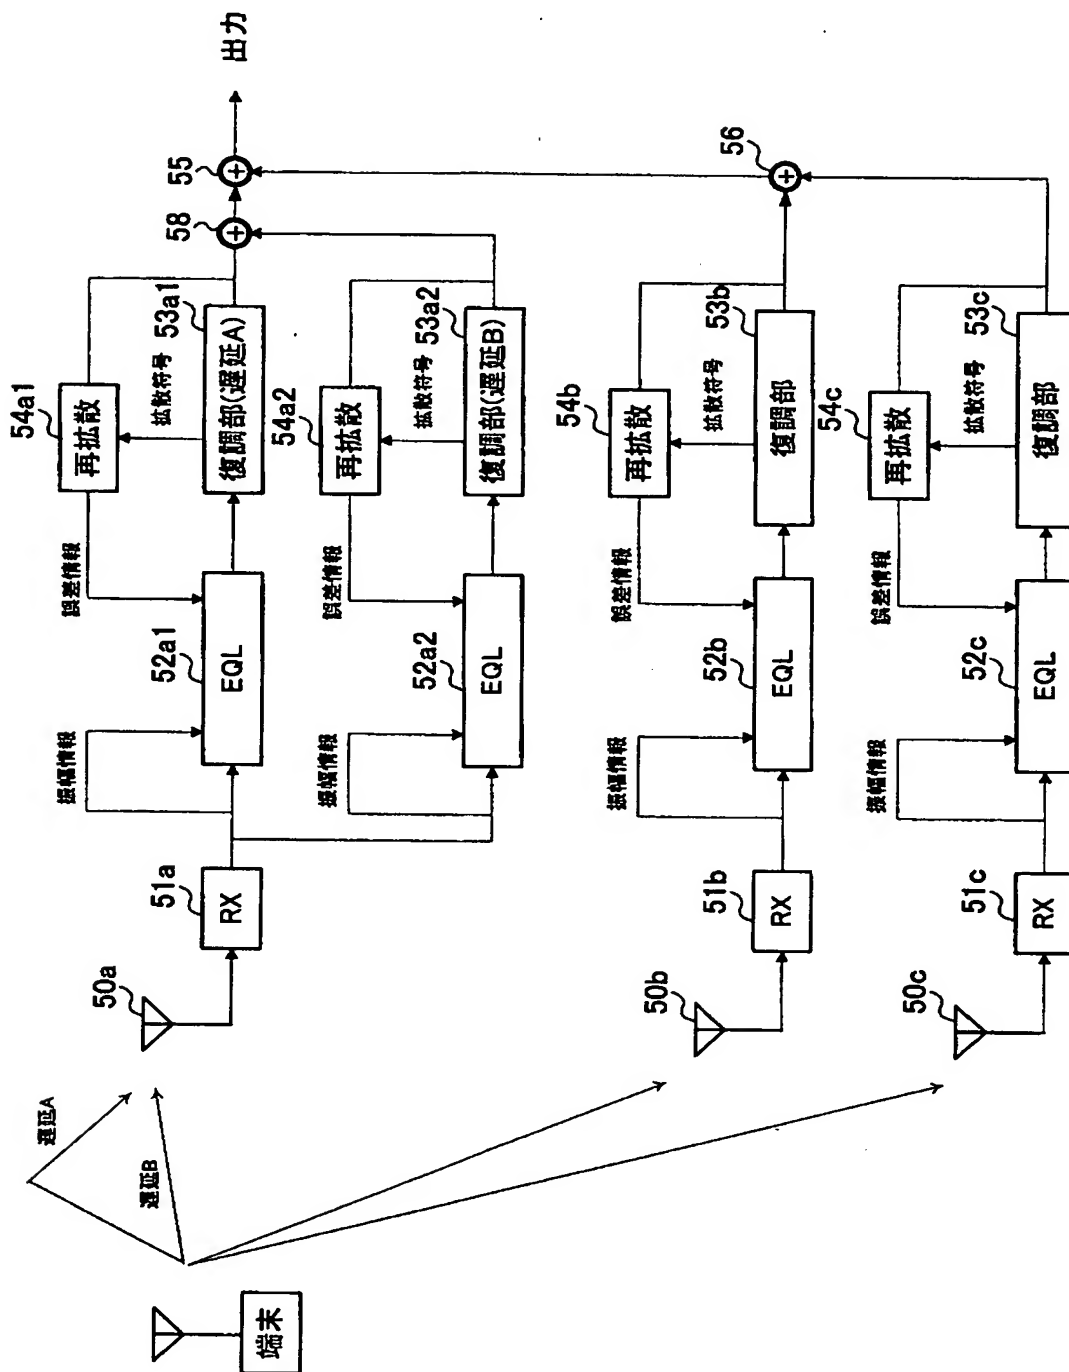 遅延A
遅延B
端末
50a
51a
RX
振幅情報
52a1
EQL
誤差情報
54a1
再拡散
拡散符号
53a1
復調部(遅延A)
58
55
出力
振幅情報
52a2
EQL
誤差情報
54a2
再拡散
拡散符号
53a2
復調部(遅延B)
50b
51b
RX
振幅情報
52b
EQL
誤差情報
54b
再拡散
拡散符号
53b
復調部
56
50c
51c
RX
振幅情報
52c
EQL
誤差情報
54c
再拡散
拡散符号
53c
復調部